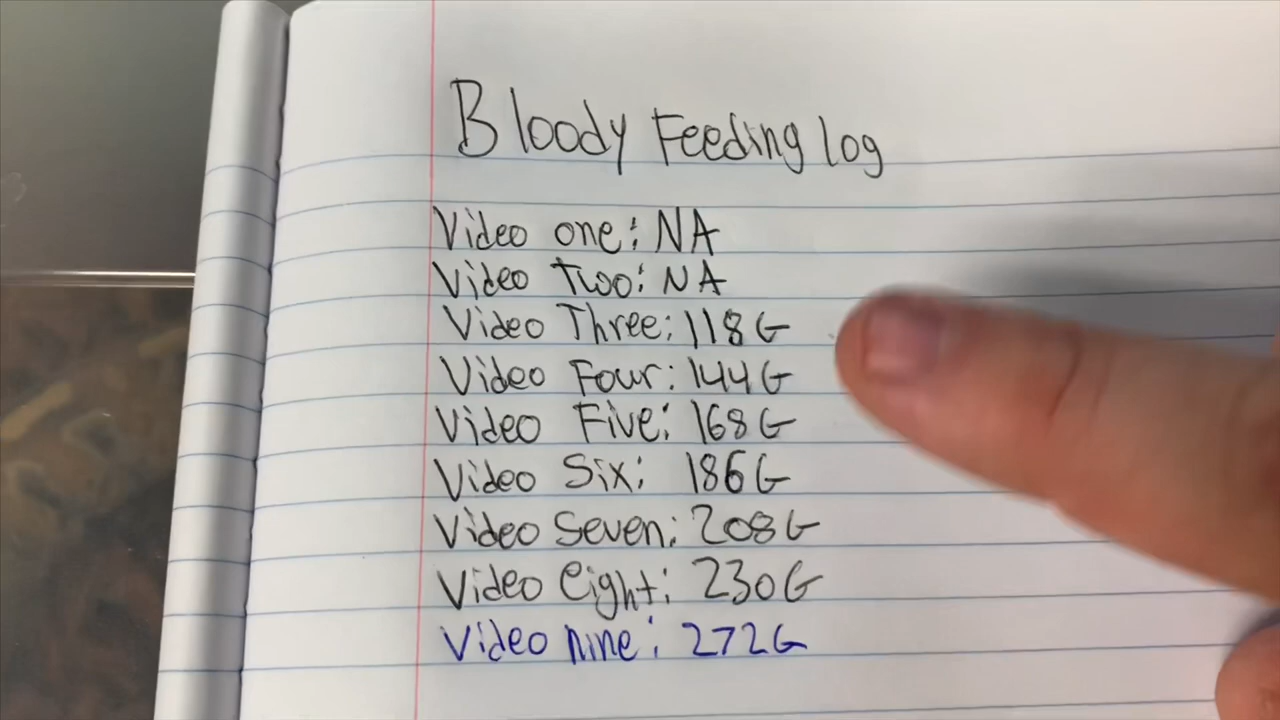 Bloody Feeding log
Video one: NA
Video Two: NA
Video Three: 118G
Video Four: 144G
Video Five: 168G
Video Six: 186G
Video Seven: 208G
Video eight: 230G
Video nine: 272G